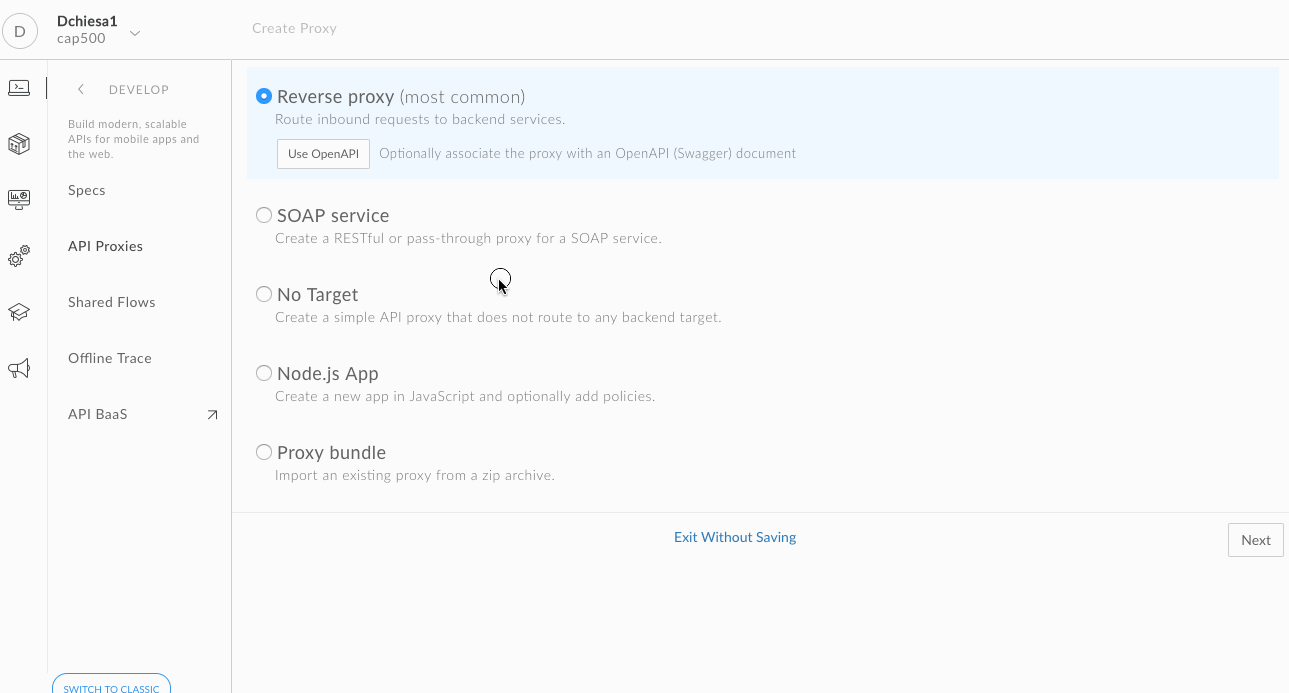 D
Dchiesa1
cap500
Create Proxy
DEVELOP
Build modern, scalable
APIs for mobile apps and
the web.
Specs
API Proxies
Shared Flows
Offline Trace
API BaaS
SWITCH TO CLASSIC
Reverse proxy (most common)
Route inbound requests to backend services.
Use OpenAPI Optionally associate the proxy with an OpenAPI (Swagger) document
SOAP service
Create a RESTful or pass-through proxy for a SOAP service.
No Target
Create a simple API proxy that does not route to any backend target.
Node.js App
Create a new app in JavaScript and optionally add policies.
Proxy bundle
Import an existing proxy from a zip archive.
Exit Without Saving
Next